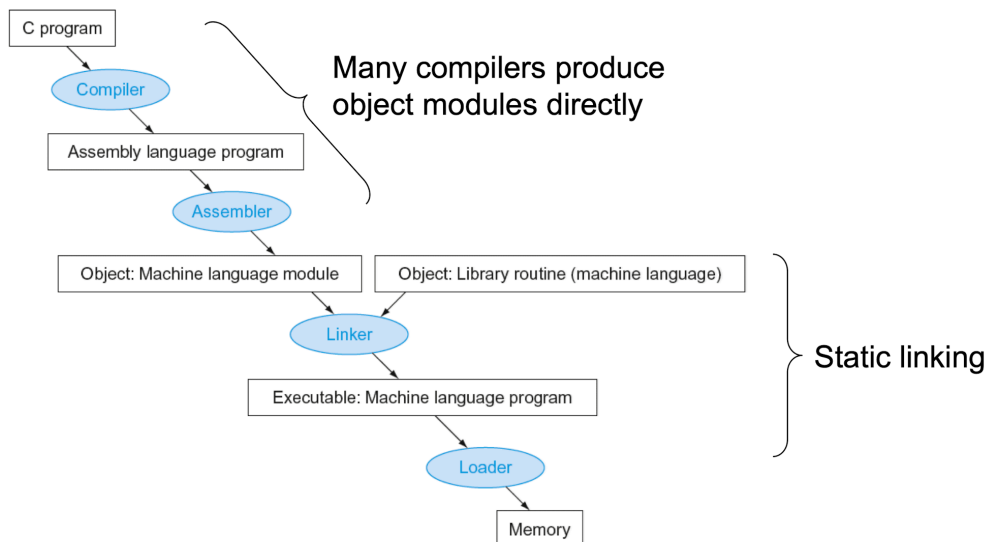 C program
Many compilers produce
object modules directly
Compiler
Assembly language program
Assembler
Object: Machine language module
Object: Library routine (machine language)
Linker
Static linking
Executable: Machine language program
Loader
Memory